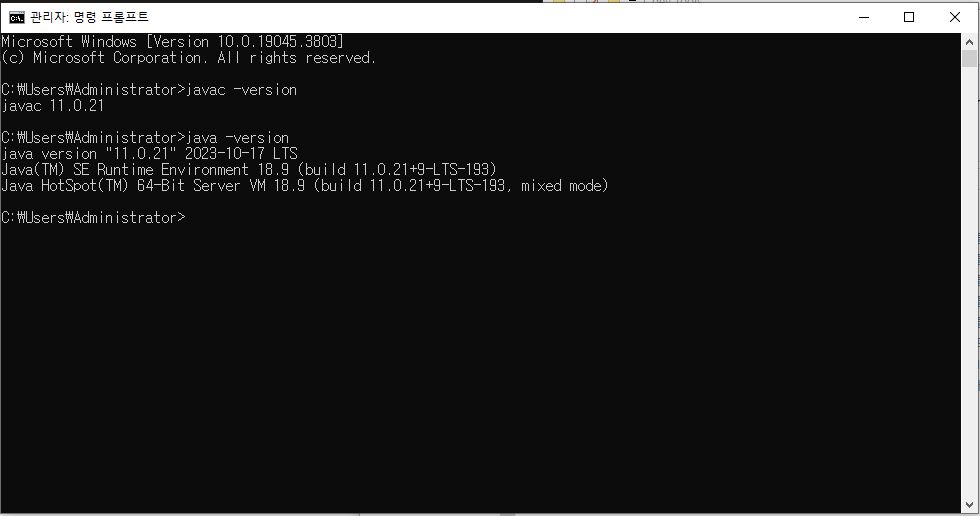 관리자: 명령 프롬프트
Microsoft Windows [Version 10.0.19045.3803]
(c) Microsoft Corporation. All rights reserved.
C:₩Users₩Administrator>javac -version
javac 11.0.21
C:₩Users₩Administrator>java -version
java version "11.0.21" 2023-10-17 LTS
Java(TM) SE Runtime Environment 18.9 (build 11.0.21+9-LTS-193)
Java HotSpot(TM) 64-Bit Server VM 18.9 (build 11.0.21+9-LTS-193, mixed mode)
C:₩Users₩Administrator>